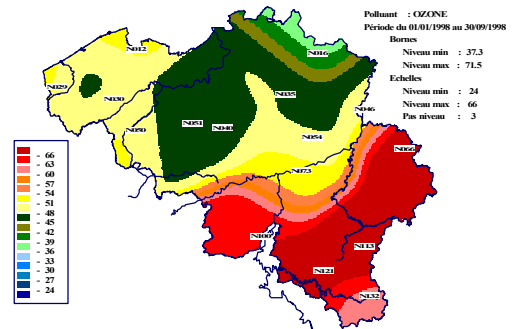 Polluant : OZONE
Période du 01/01/1998 au 30/09/1998
Bornes
Niveau min : 37.3
Niveau max : 71.5
Echelles
Niveau min : 24
Niveau max : 66
Pas niveau : 3
N012
N016
N029
N030
N035
N046
N051
N040
N050
N054
N066
N073
N100
N113
N121
N132
- 66
- 63
- 60
- 57
- 54
- 51
- 48
- 45
- 42
- 39
- 36
- 33
- 30
- 27
- 24